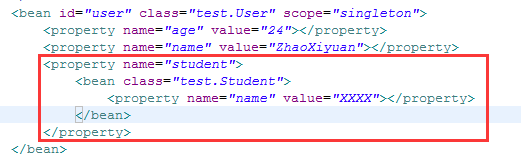 <bean id="user" class="test.User" scope="singleton">
<property name="age" value="24"></property>
<property name="name" value="ZhaoXiyuan"></property>
<property name="student">
<bean class="test.Student">
<property name="name" value="XXXX"></property>
</bean>
</property>
</bean>